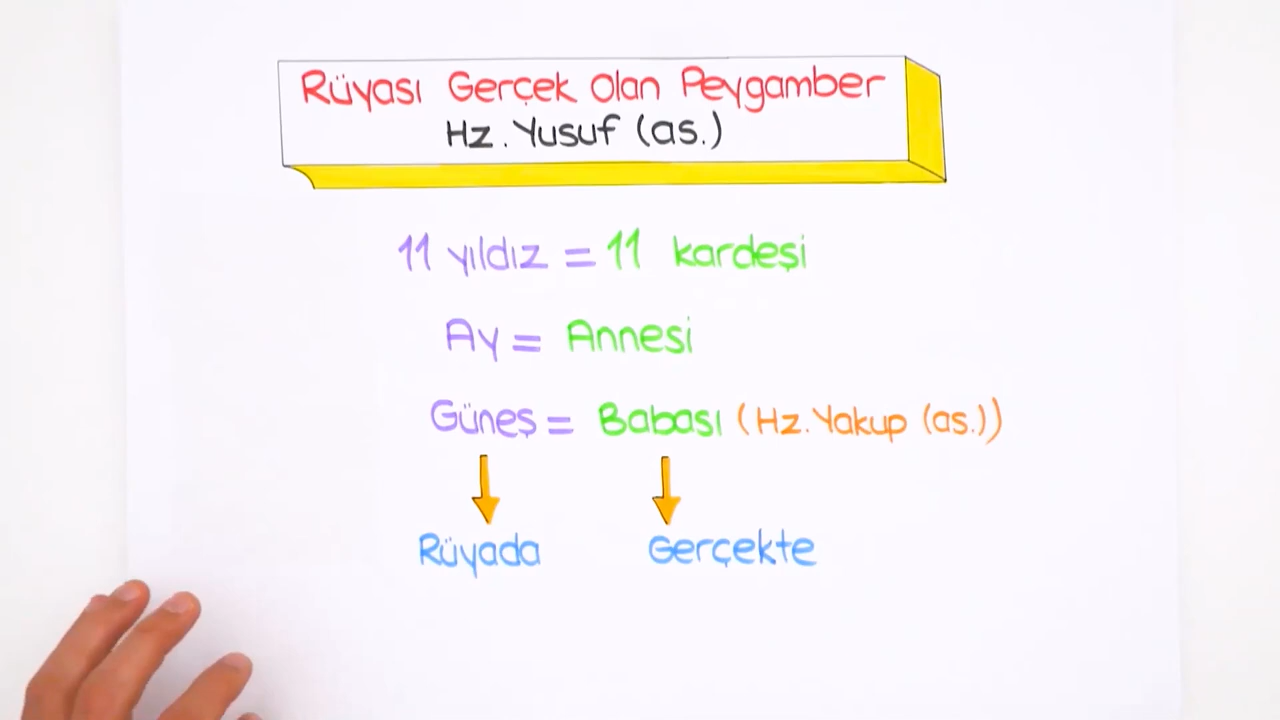 Rüyası Gerçek Olan Peygamber
Hz. Yusuf (as.)
11 yıldız = 11 kardeşi
Ay = Annesi
Güneş = Babası (Hz. Yakup (as.))
Rüyada Gerçekte